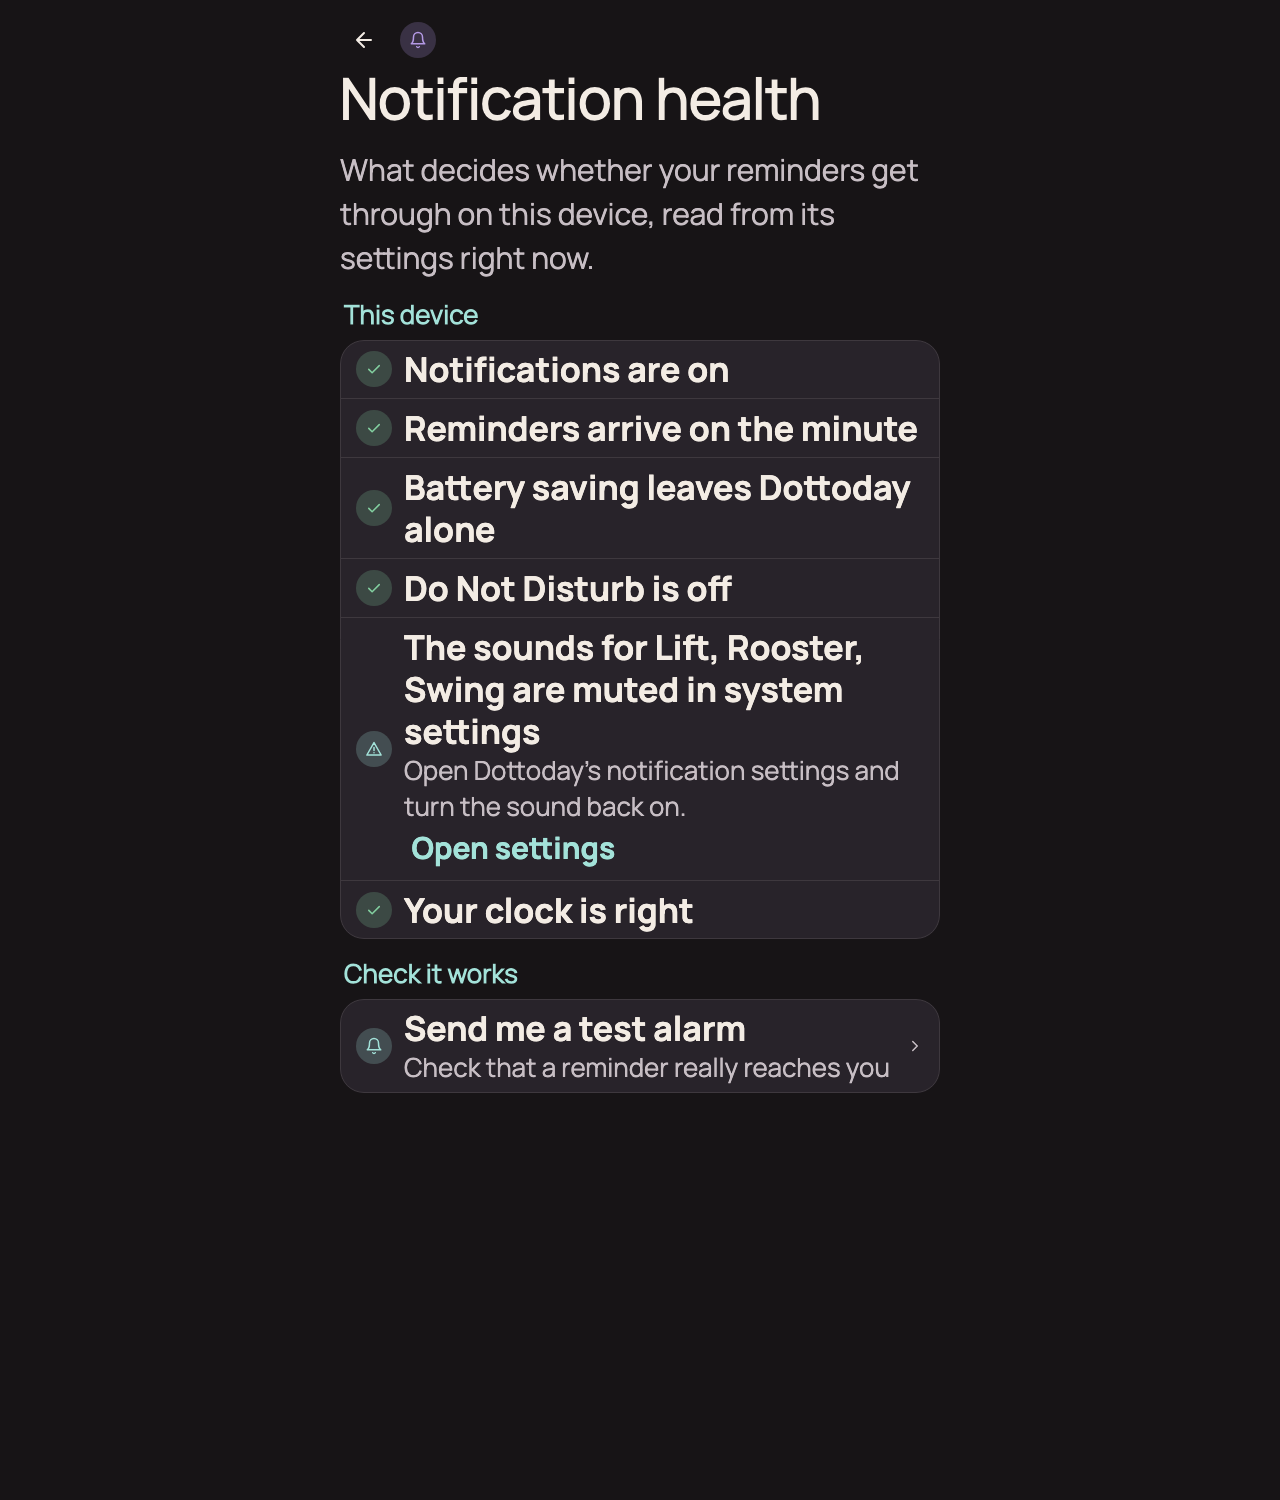 Notification health
What decides whether your reminders get
through on this device, read from its
settings right now.
This device
Notifications are on
Reminders arrive on the minute
Battery saving leaves Dottoday
alone
Do Not Disturb is off
The sounds for Lift, Rooster,
Swing are muted in system
settings
Open Dottoday’s notification settings and
turn the sound back on.
Open settings
Your clock is right
Check it works
Send me a test alarm
Check that a reminder really reaches you